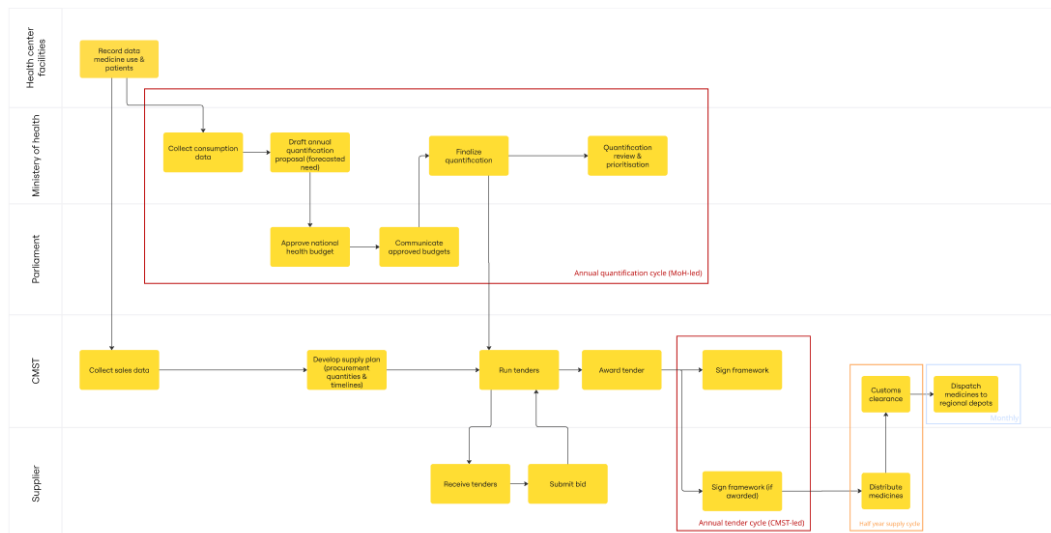 Health center
facilities
Record data
medicine use &
patients
Ministery of health
Collect consumption
data
Draft annual
quantification
proposal (forecasted
need)
Finalize
quantification
Quantification
review &
prioritisation
Parliament
Approve national
health budget
Communicate
approved budgets
Annual quantification cycle (MoH-led)
CMST
Collect sales data
Develop supply plan
(procurement
quantities &
timelines)
Run tenders
Award tender
Sign framework
Customs
clearance
Dispatch
medicines to
regional depots
Monthly
Supplier
Receive tenders
Submit bid
Sign framework (if
awarded)
Distribute
medicines
Annual tender cycle (CMST-led)
Half year supply cycle